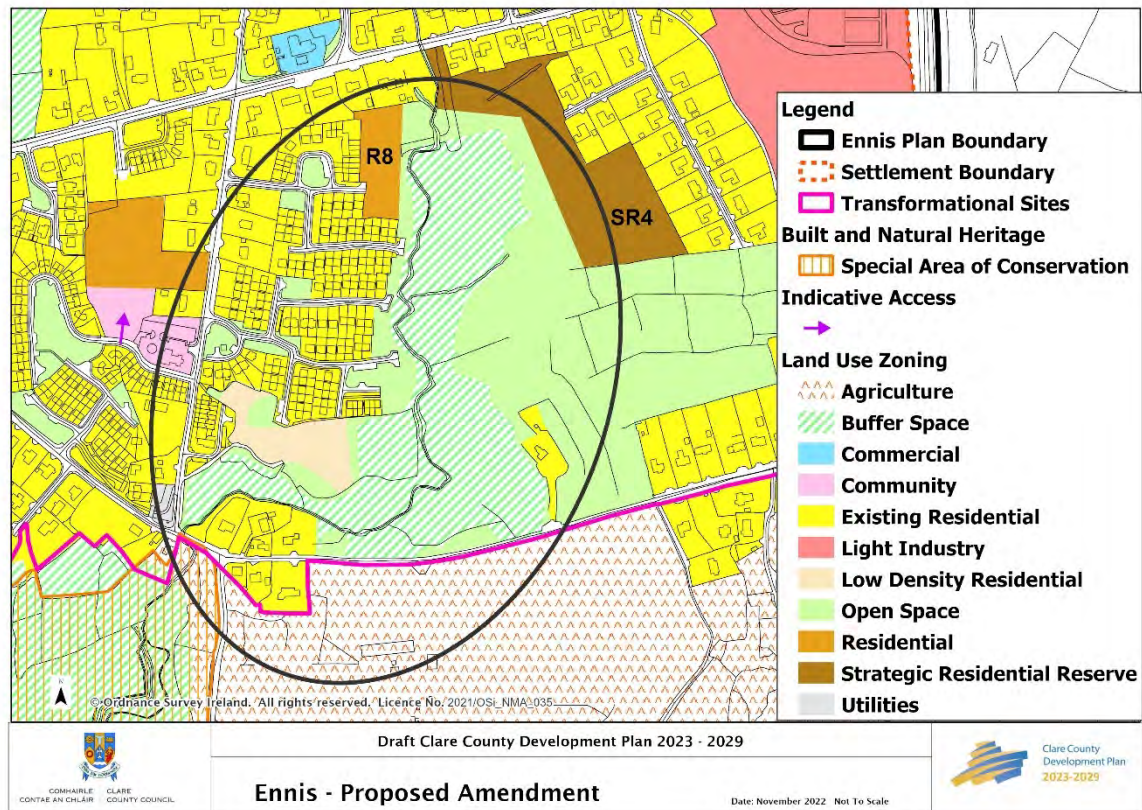 R8
SR4
Legend
Ennis Plan Boundary
Settlement Boundary
Transformational Sites
Built and Natural Heritage
Special Area of Conservation
Indicative Access
Land Use Zoning
Agriculture
Buffer Space
Commercial
Community
Existing Residential
Light Industry
Low Density Residential
Open Space
Residential
Strategic Residential Reserve
Utilities
N
© Ordnance Survey Ireland. All rights reserved. Licence No. 2021/OSi_NMA_035
COMHAIRLE CONTAE AN CHLÁIR
CLARE COUNTY COUNCIL
Draft Clare County Development Plan 2023 - 2029
Ennis - Proposed Amendment
Date: November 2022 Not To Scale
Clare County
Development Plan
2023-2029